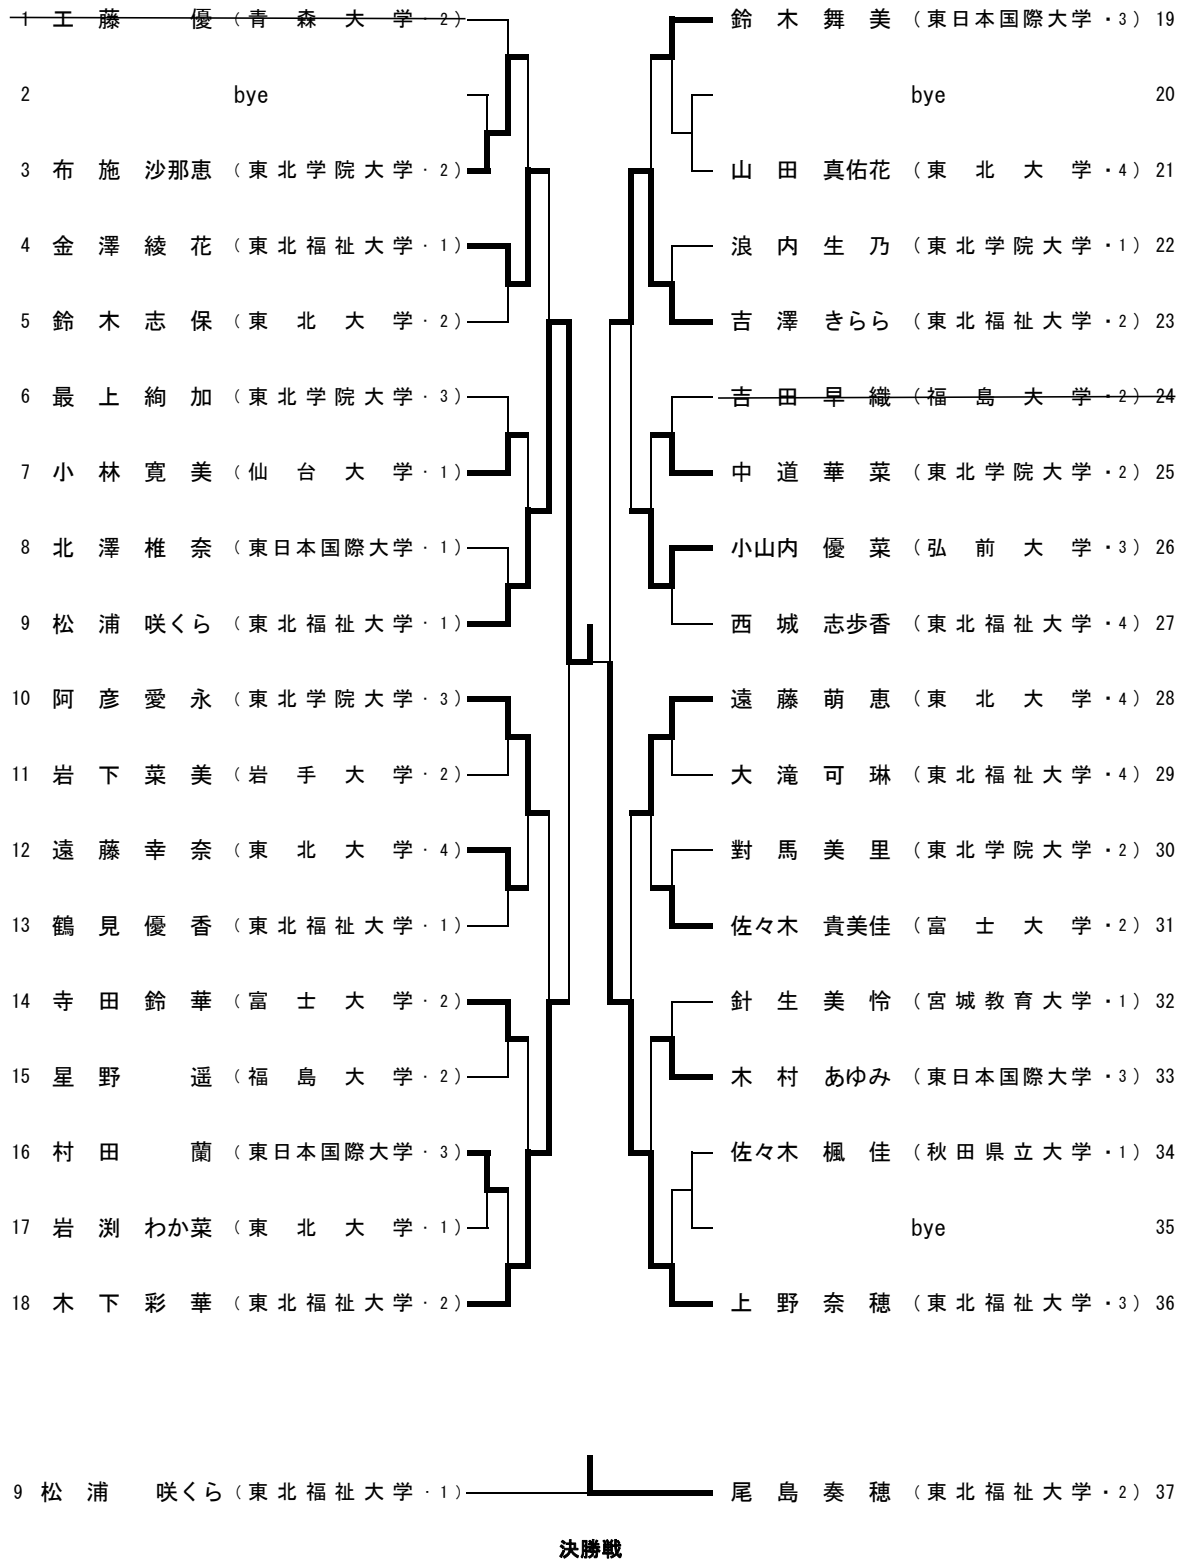 1 工藤 優 (青森大学・2) 鈴木舞美 (東日本国際大学・3) 19
2 bye bye 20
3 布施沙那恵 (東北学院大学・2) 山田真佑花 (東北大学・4) 21
4 金澤綾花 (東北福祉大学・1) 浪内生乃 (東北学院大学・1) 22
5 鈴木志保 (東北大学・2) 吉澤きらら (東北福祉大学・2) 23
6 最上絢加 (東北学院大学・3) 吉田早織 (福島大学・2) 24
7 小林寛美 (仙台大学・1) 中道華菜 (東北学院大学・2) 25
8 北澤椎奈 (東日本国際大学・1) 小山内優菜 (弘前大学・3) 26
9 松浦咲くら (東北福祉大学・1) 西城志歩香 (東北福祉大学・4) 27
10 阿彦愛永 (東北学院大学・3) 遠藤萌恵 (東北大学・4) 28
11 岩下菜美 (岩手大学・2) 大滝可琳 (東北福祉大学・4) 29
12 遠藤幸奈 (東北大学・4) 對馬美里 (東北学院大学・2) 30
13 鶴見優香 (東北福祉大学・1) 佐々木貴美佳 (富士大学・2) 31
14 寺田鈴華 (富士大学・2) 針生美怜 (宮城教育大学・1) 32
15 星野 遥 (福島大学・2) 木村あゆみ (東日本国際大学・3) 33
16 村田 蘭 (東日本国際大学・3) 佐々木楓佳 (秋田県立大学・1) 34
17 岩渕わか菜 (東北大学・1) bye 35
18 木下彩華 (東北福祉大学・2) 上野奈穂 (東北福祉大学・3) 36
9 松浦 咲くら (東北福祉大学・1) 尾島奏穂 (東北福祉大学・2) 37
決勝戦